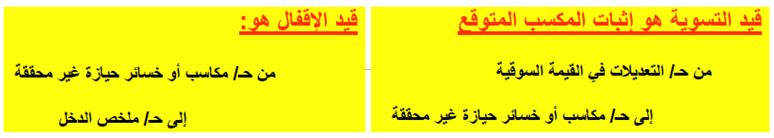 قيد التسوية هو إثبات المكسب المتوقع
من حـ/ التعديلات في القيمة السوقية
إلى حـ/ مكاسب أو خسائر حيازة غير محققة
قيد الإقفال هو:
من حـ/ مكاسب أو خسائر حيازة غير محققة
إلى حـ/ ملخص الدخل